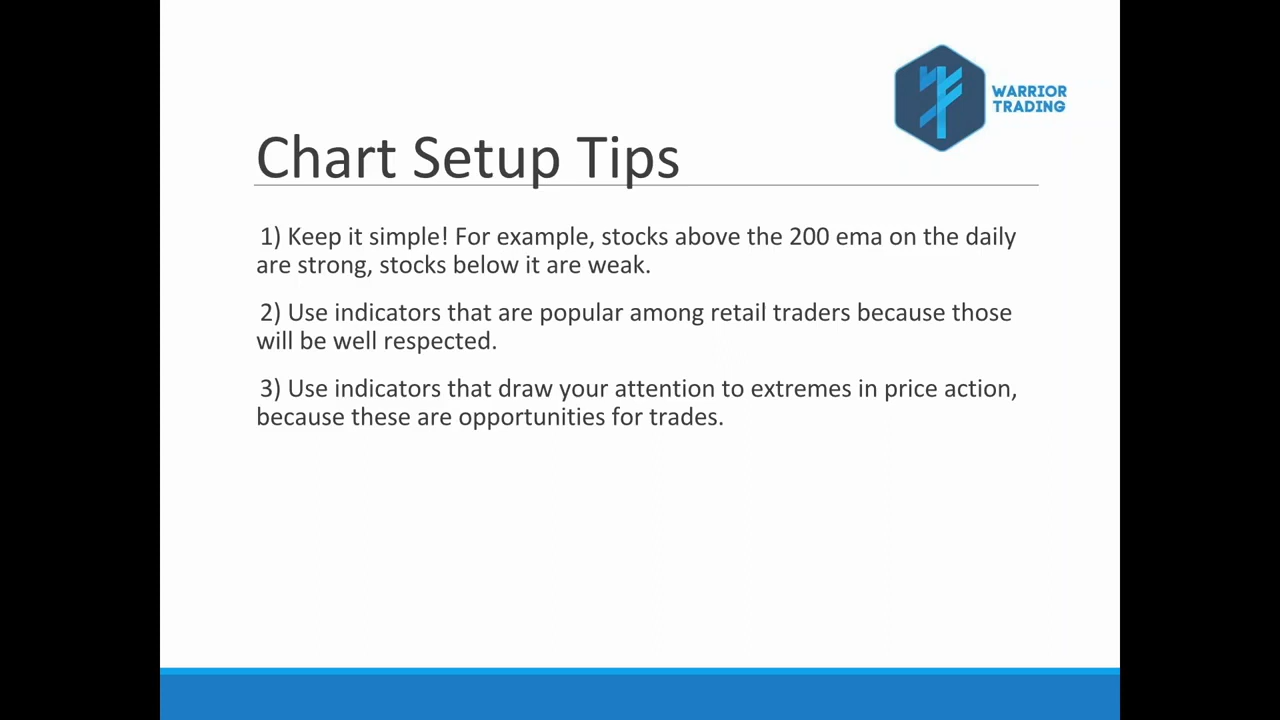 WARRIOR
TRADING
Chart Setup Tips
1) Keep it simple! For example, stocks above the 200 ema on the daily
are strong, stocks below it are weak.
2) Use indicators that are popular among retail traders because those
will be well respected.
3) Use indicators that draw your attention to extremes in price action,
because these are opportunities for trades.